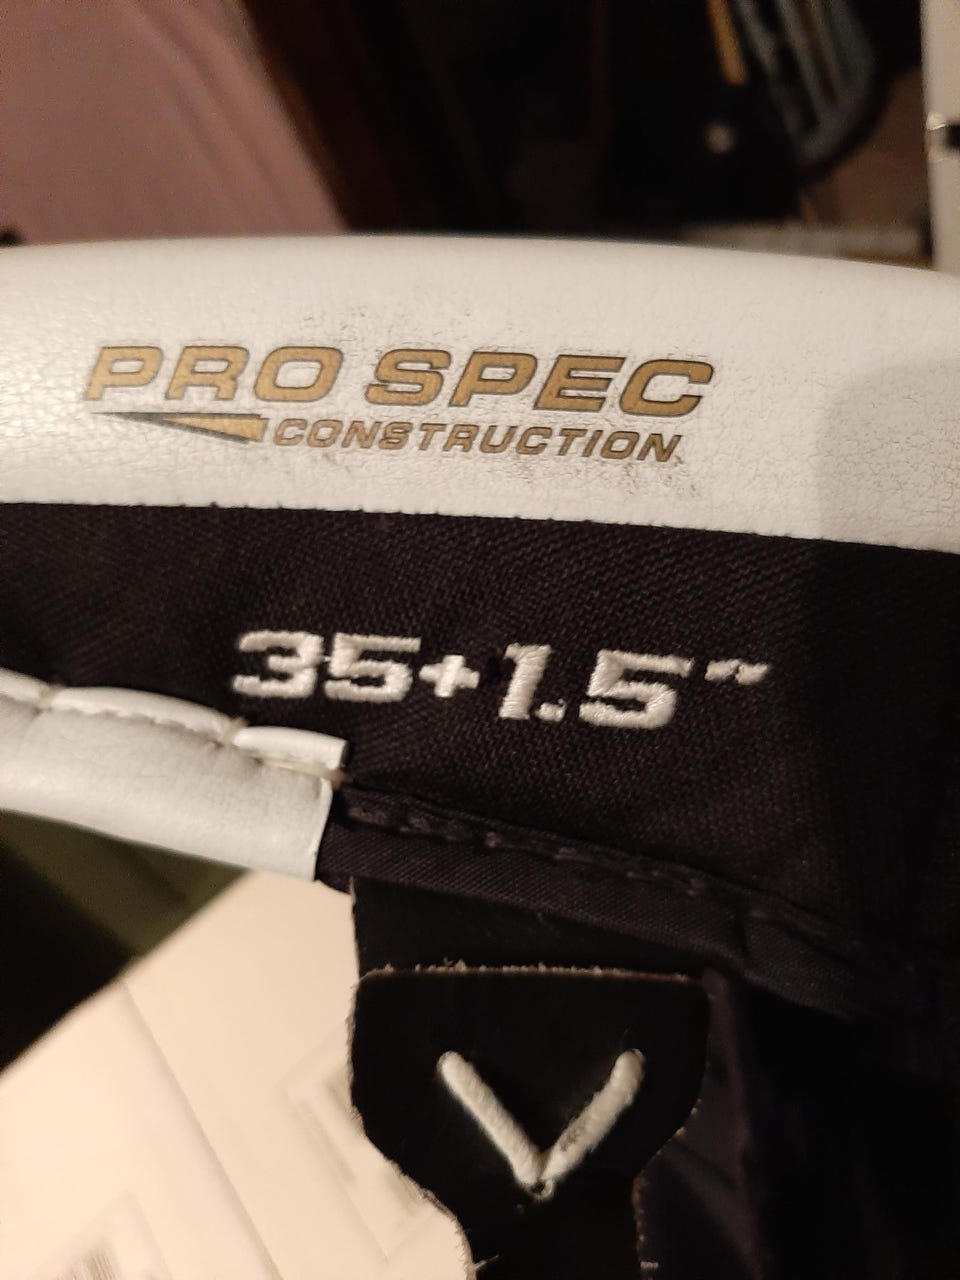 PRO SPEC
CONSTRUCTION
35+1.5"